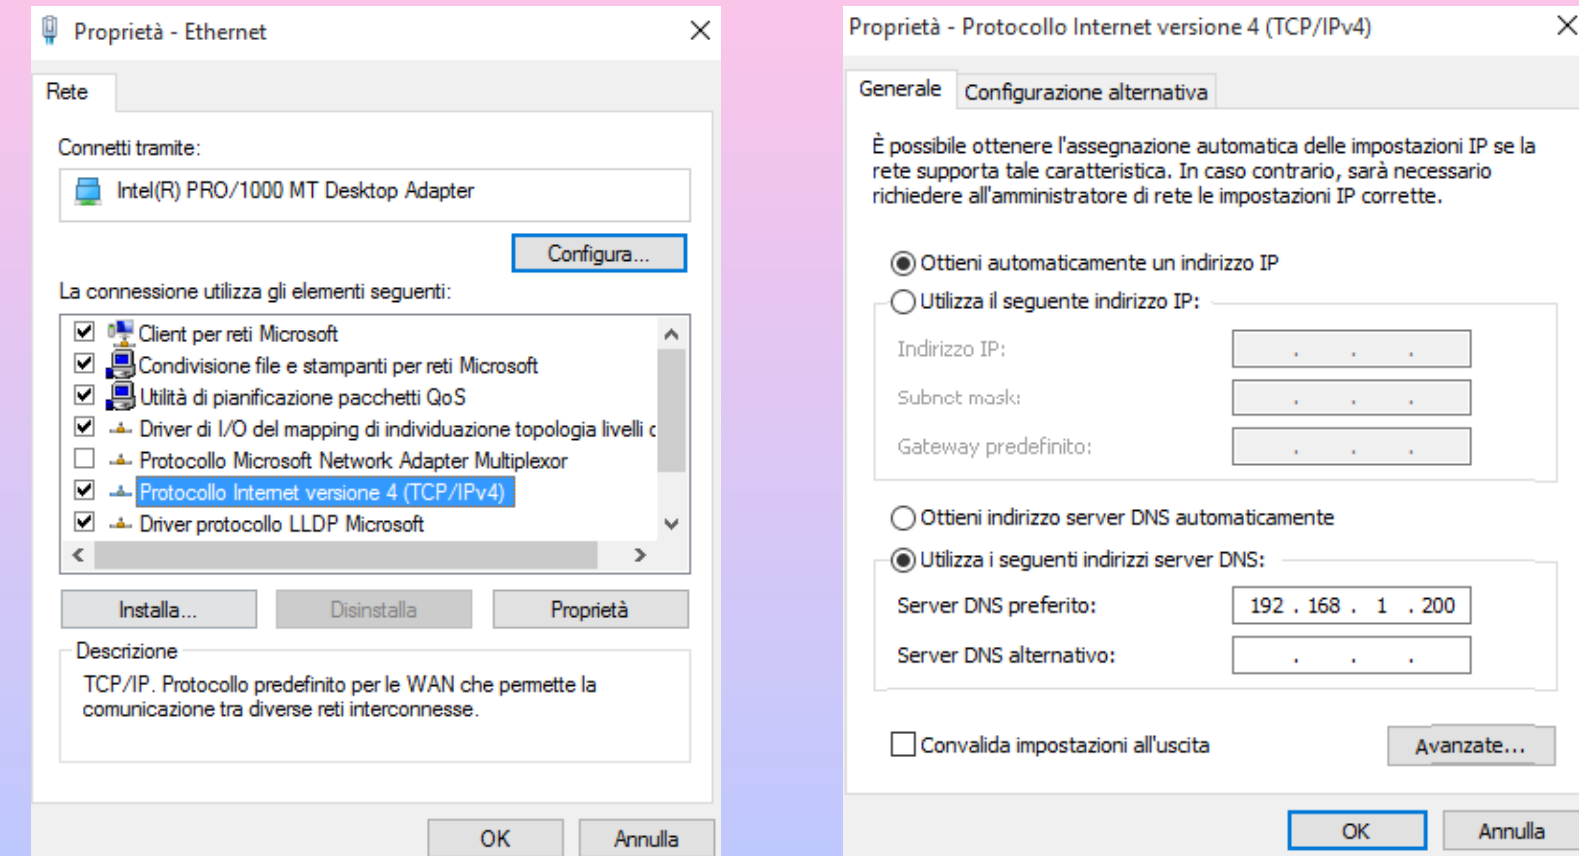 Proprietà - Ethernet
Rete
Connetti tramite:
Intel(R) PRO/1000 MT Desktop Adapter
Configura...
La connessione utilizza gli elementi seguenti:
Client per reti Microsoft
Condivisione file e stampanti per reti Microsoft
Utilità di pianificazione pacchetti QoS
Driver di I/O del mapping di individuazione topologia livelli
Protocollo Microsoft Network Adapter Multiplexor
Protocollo Internet versione 4 (TCP/IPv4)
Driver protocollo LLDP Microsoft
Installa...
Disinstalla
Proprietà
Descrizione
TCP/IP. Protocollo predefinito per le WAN che permette la
comunicazione tra diverse reti interconnesse.
OK
Annulla
Proprietà - Protocollo Internet versione 4 (TCP/IPv4)
Generale
Configurazione alternativa
È possibile ottenere l'assegnazione automatica delle impostazioni IP se la
rete supporta tale caratteristica. In caso contrario, sarà necessario
richiedere all'amministratore di rete le impostazioni IP corrette.
Ottieni automaticamente un indirizzo IP
Utilizza il seguente indirizzo IP:
Indirizzo IP:
Subnet mask:
Gateway predefinito:
Ottieni indirizzo server DNS automaticamente
Utilizza i seguenti indirizzi server DNS:
Server DNS preferito:
192 . 168 . 1 . 200
Server DNS alternativo:
Convalida impostazioni all'uscita
Avanzate...
OK
Annulla